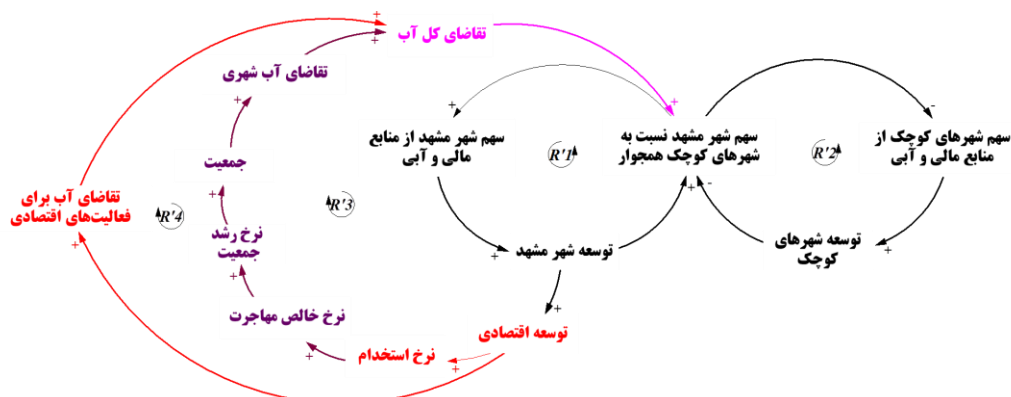 تقاضای کل آب
تقاضای آب شهری
سهم شهر مشهد از منابع
مالی و آبی
سهم شهر مشهد نسبت به
شهرهای کوچک همجوار
سهم شهرهای کوچک از
منابع مالی و آبی
R'1
R'2
جمعیت
تقاضای آب برای
فعالیت‌های اقتصادی
R'4
R'3
نرخ رشد
جمعیت
توسعه شهر مشهد
توسعه شهرهای
کوچک
نرخ خالص مهاجرت
توسعه اقتصادی
نرخ استخدام